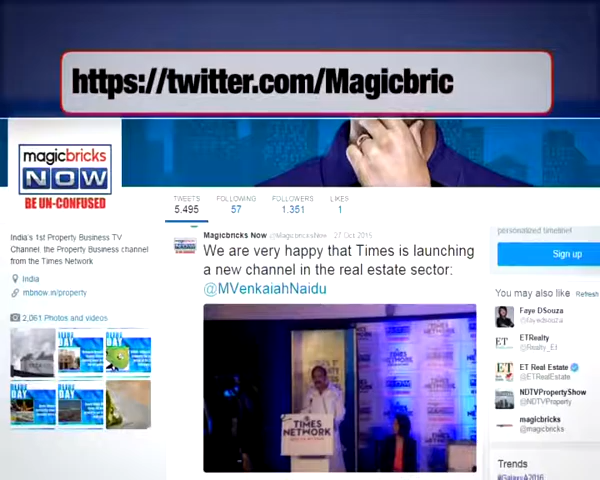 https://twitter.com/Magicbric
magicbricks
NOW
BE UN-CONFUSED
TWEETS
FOLLOWING
FOLLOWERS
LIKES
5,495
57
1,351
1
India's 1st Property Business TV
Channel, the Property Business channel
from the Times Network
India
mbnow.in/property
2,061 Photos and videos
Magicbricks Now @MagicbricksNow 27 Oct 2015
We are very happy that Times is launching
a new channel in the real estate sector:
@MVenkaiahNaidu
TIMES
NETWORK
TIMES
NETWORK
personalized timeline!
Sign up
You may also like Refresh
Faye DSouza
ETRealty
@Realty_Et
ET Real Estate
@ETRealEstate
NDTVPropertyShow
@NDTVProperty
magicbricks
@magicbricks
Trends